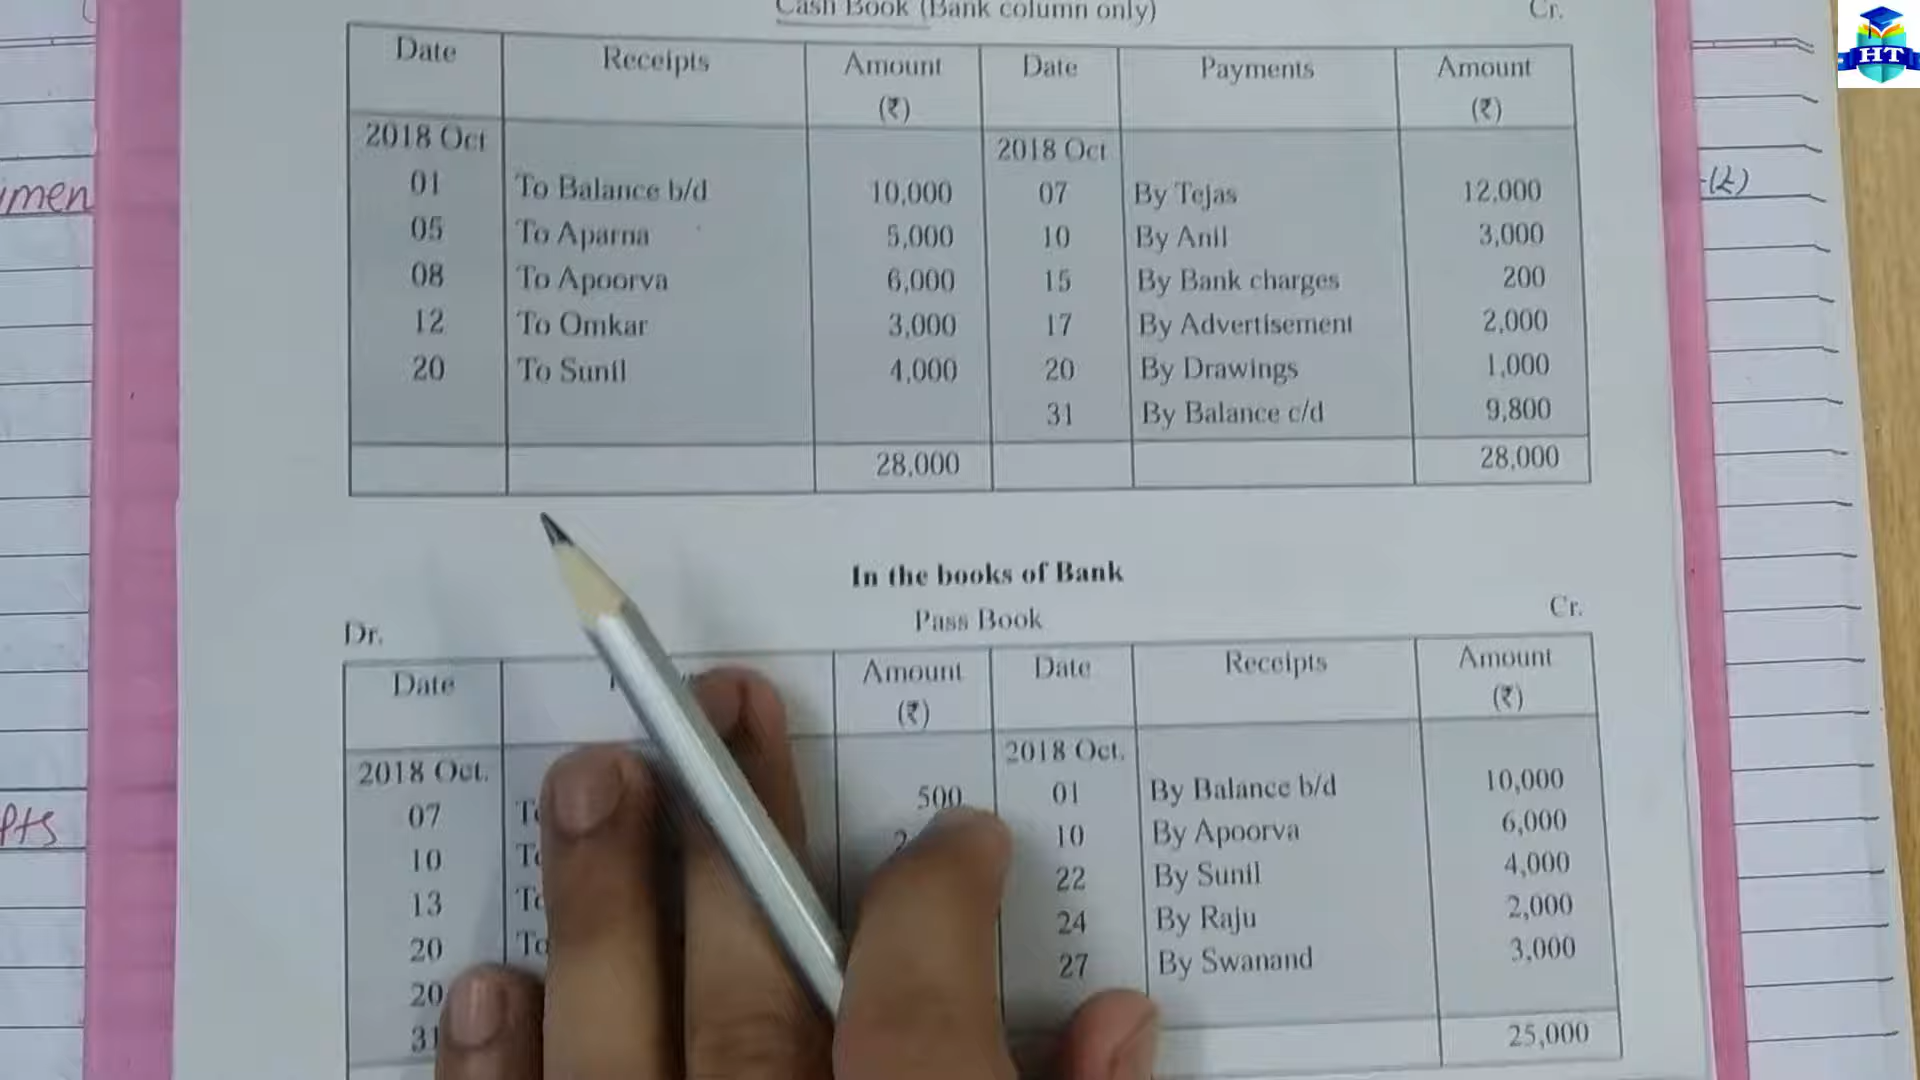 Cash Book (Bank column only) Cr.
Date Receipts Amount (₹) Date Payments Amount (₹)
2018 Oct 2018 Oct
01 To Balance b/d 10,000 07 By Tejas 12,000
05 To Aparna 5,000 10 By Anil 3,000
08 To Apoorva 6,000 15 By Bank charges 200
12 To Omkar 3,000 17 By Advertisement 2,000
20 To Sunil 4,000 20 By Drawings 1,000
31 By Balance c/d 9,800
28,000 28,000
In the books of Bank
Pass Book
Dr. Cr.
Date Amount (₹) Date Receipts Amount (₹)
2018 Oct. 2018 Oct.
07 500 01 By Balance b/d 10,000
10 10 By Apoorva 6,000
13 22 By Sunil 4,000
20 To 24 By Raju 2,000
20 27 By Swanand 3,000
31
25,000
HT